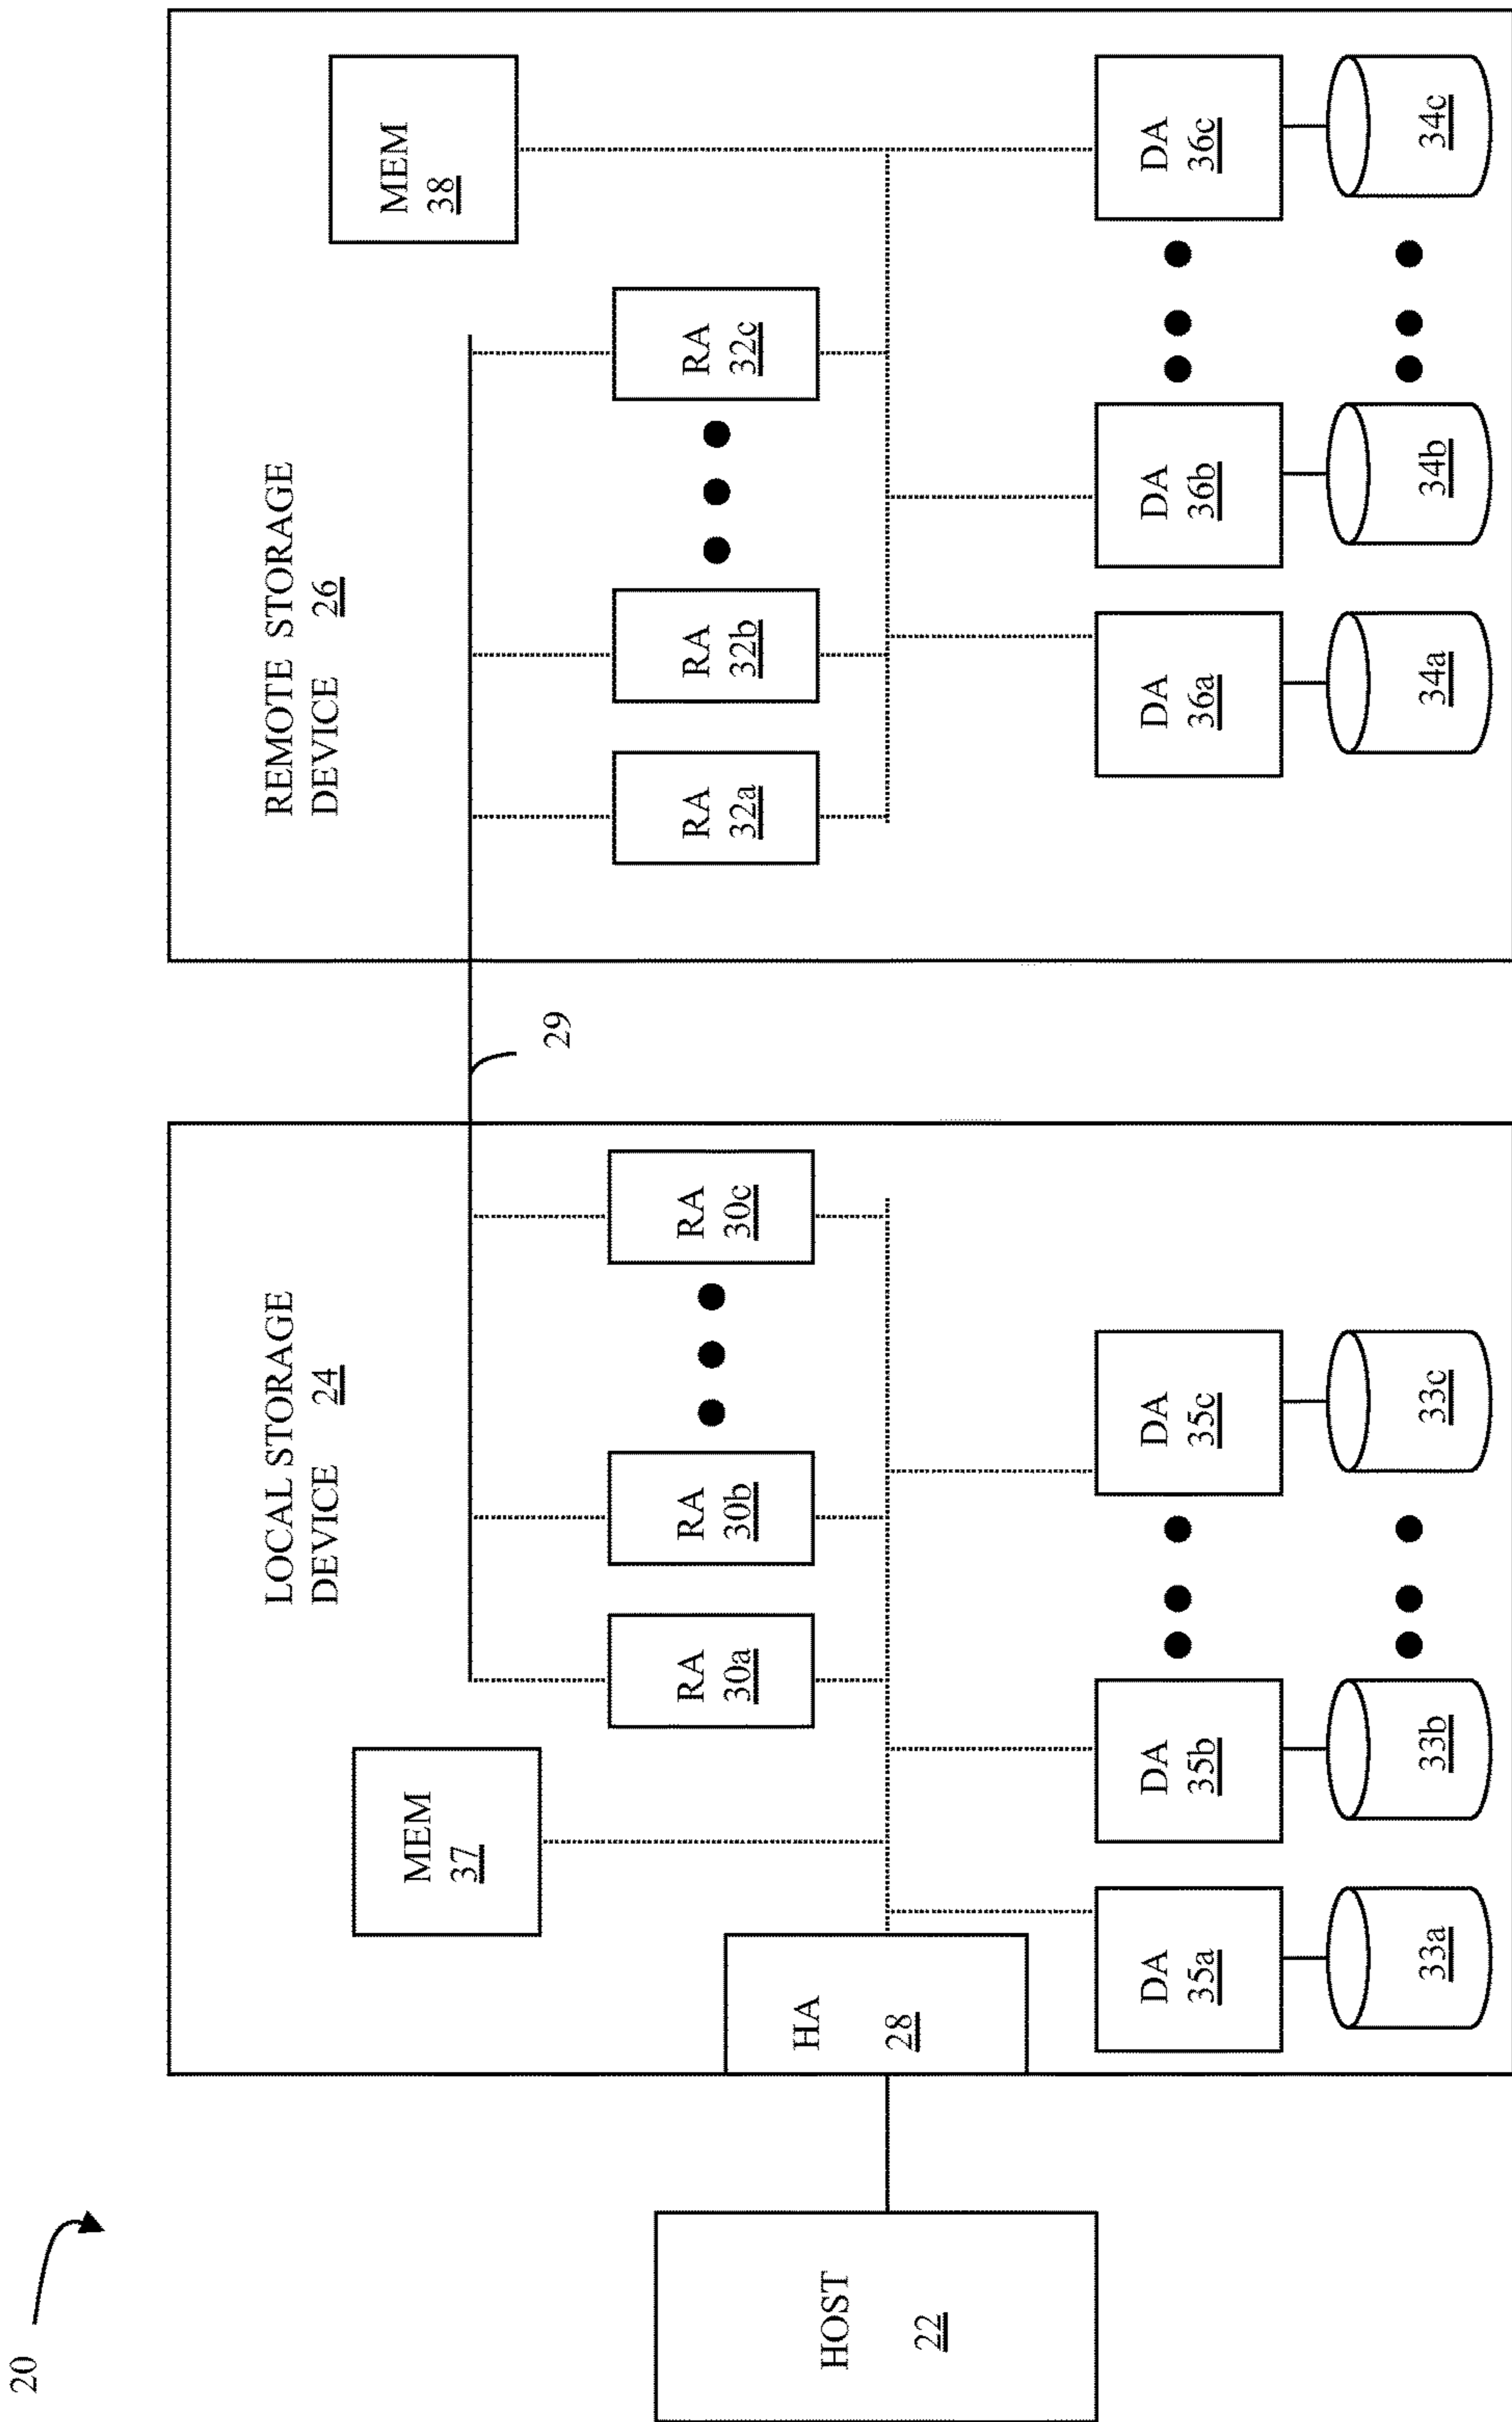 20
HOST
22
LOCAL STORAGE
DEVICE 24
MEM
37
HA
28
RA
30a
RA
30b
RA
30c
DA
35a
DA
35b
DA
35c
33a
33b
33c
29
REMOTE STORAGE
DEVICE 26
MEM
38
RA
32a
RA
32b
RA
32c
DA
36a
DA
36b
DA
36c
34a
34b
34c